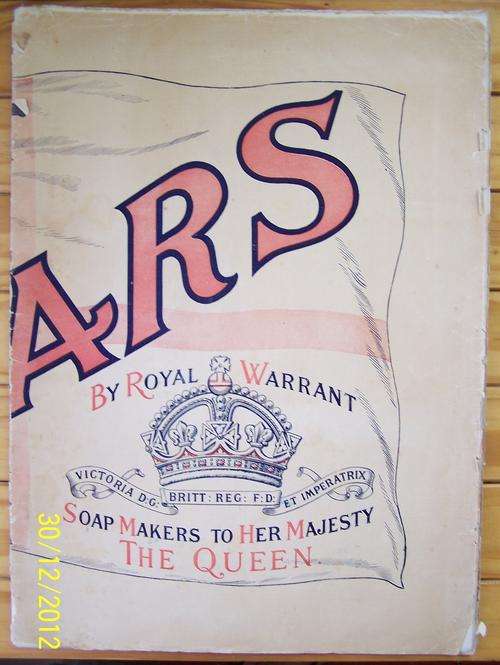 ARS
BY ROYAL WARRANT
VICTORIA D.G. BRITT: REG: F:D: ET IMPERATRIX
SOAP MAKERS TO HER MAJESTY
THE QUEEN.
30/12/2012